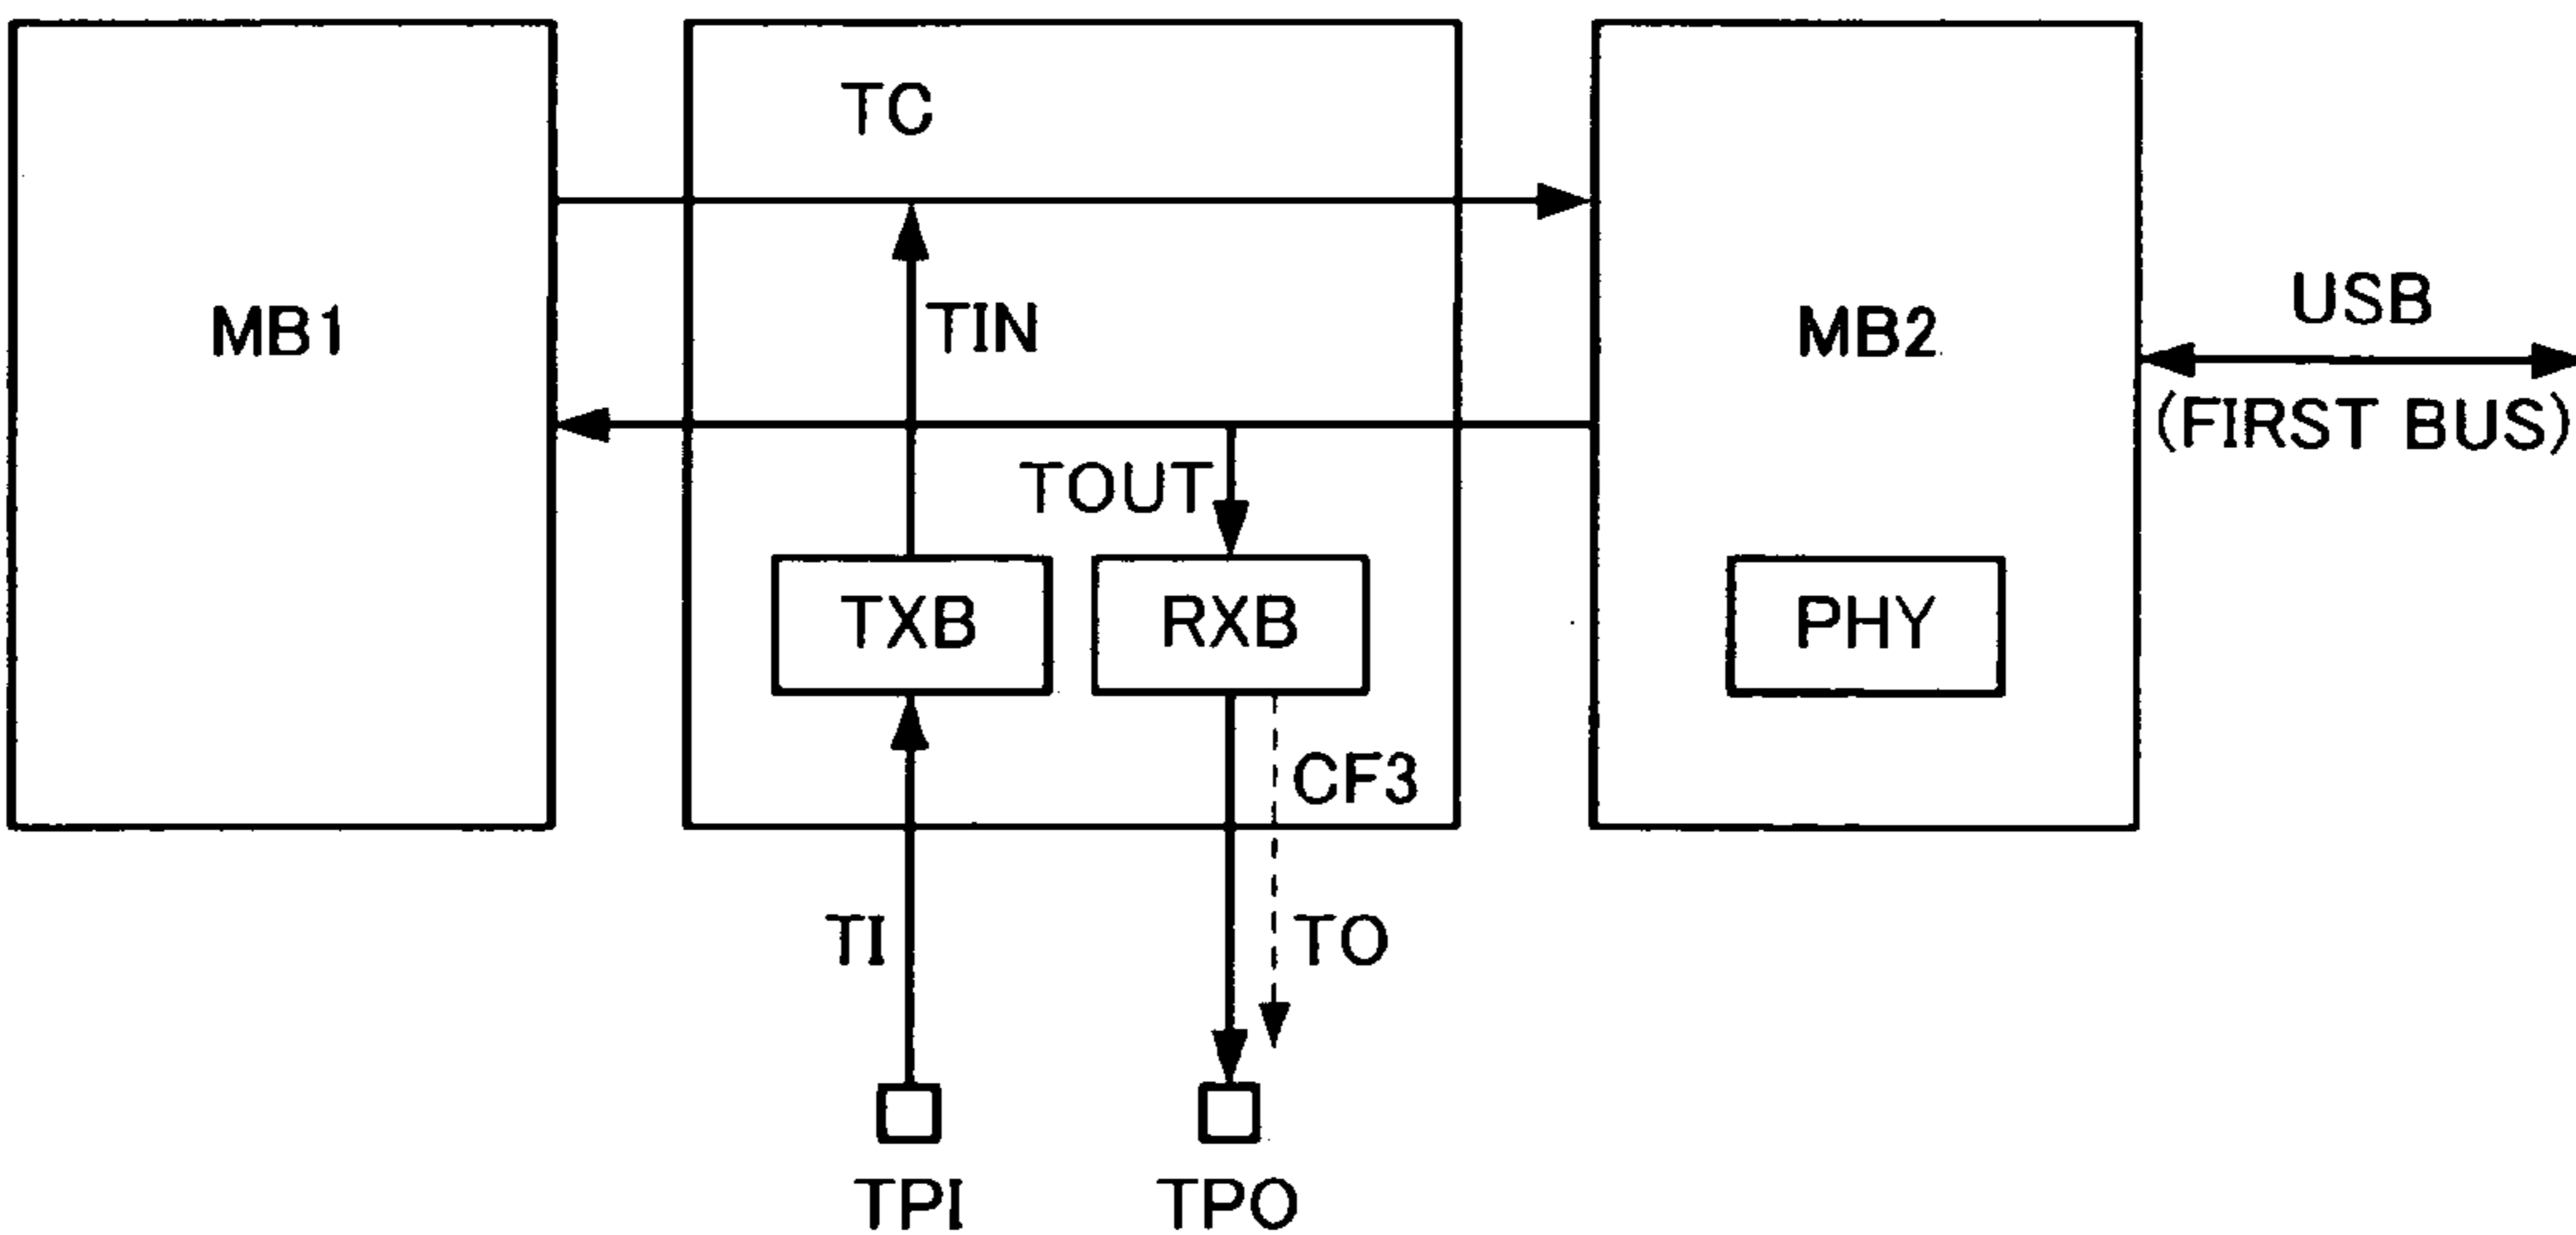 TC
MB1
TIN
MB2
USB
(FIRST BUS)
TOUT
TXB
RXB
PHY
CF3
TI
TO
TPI
TPO